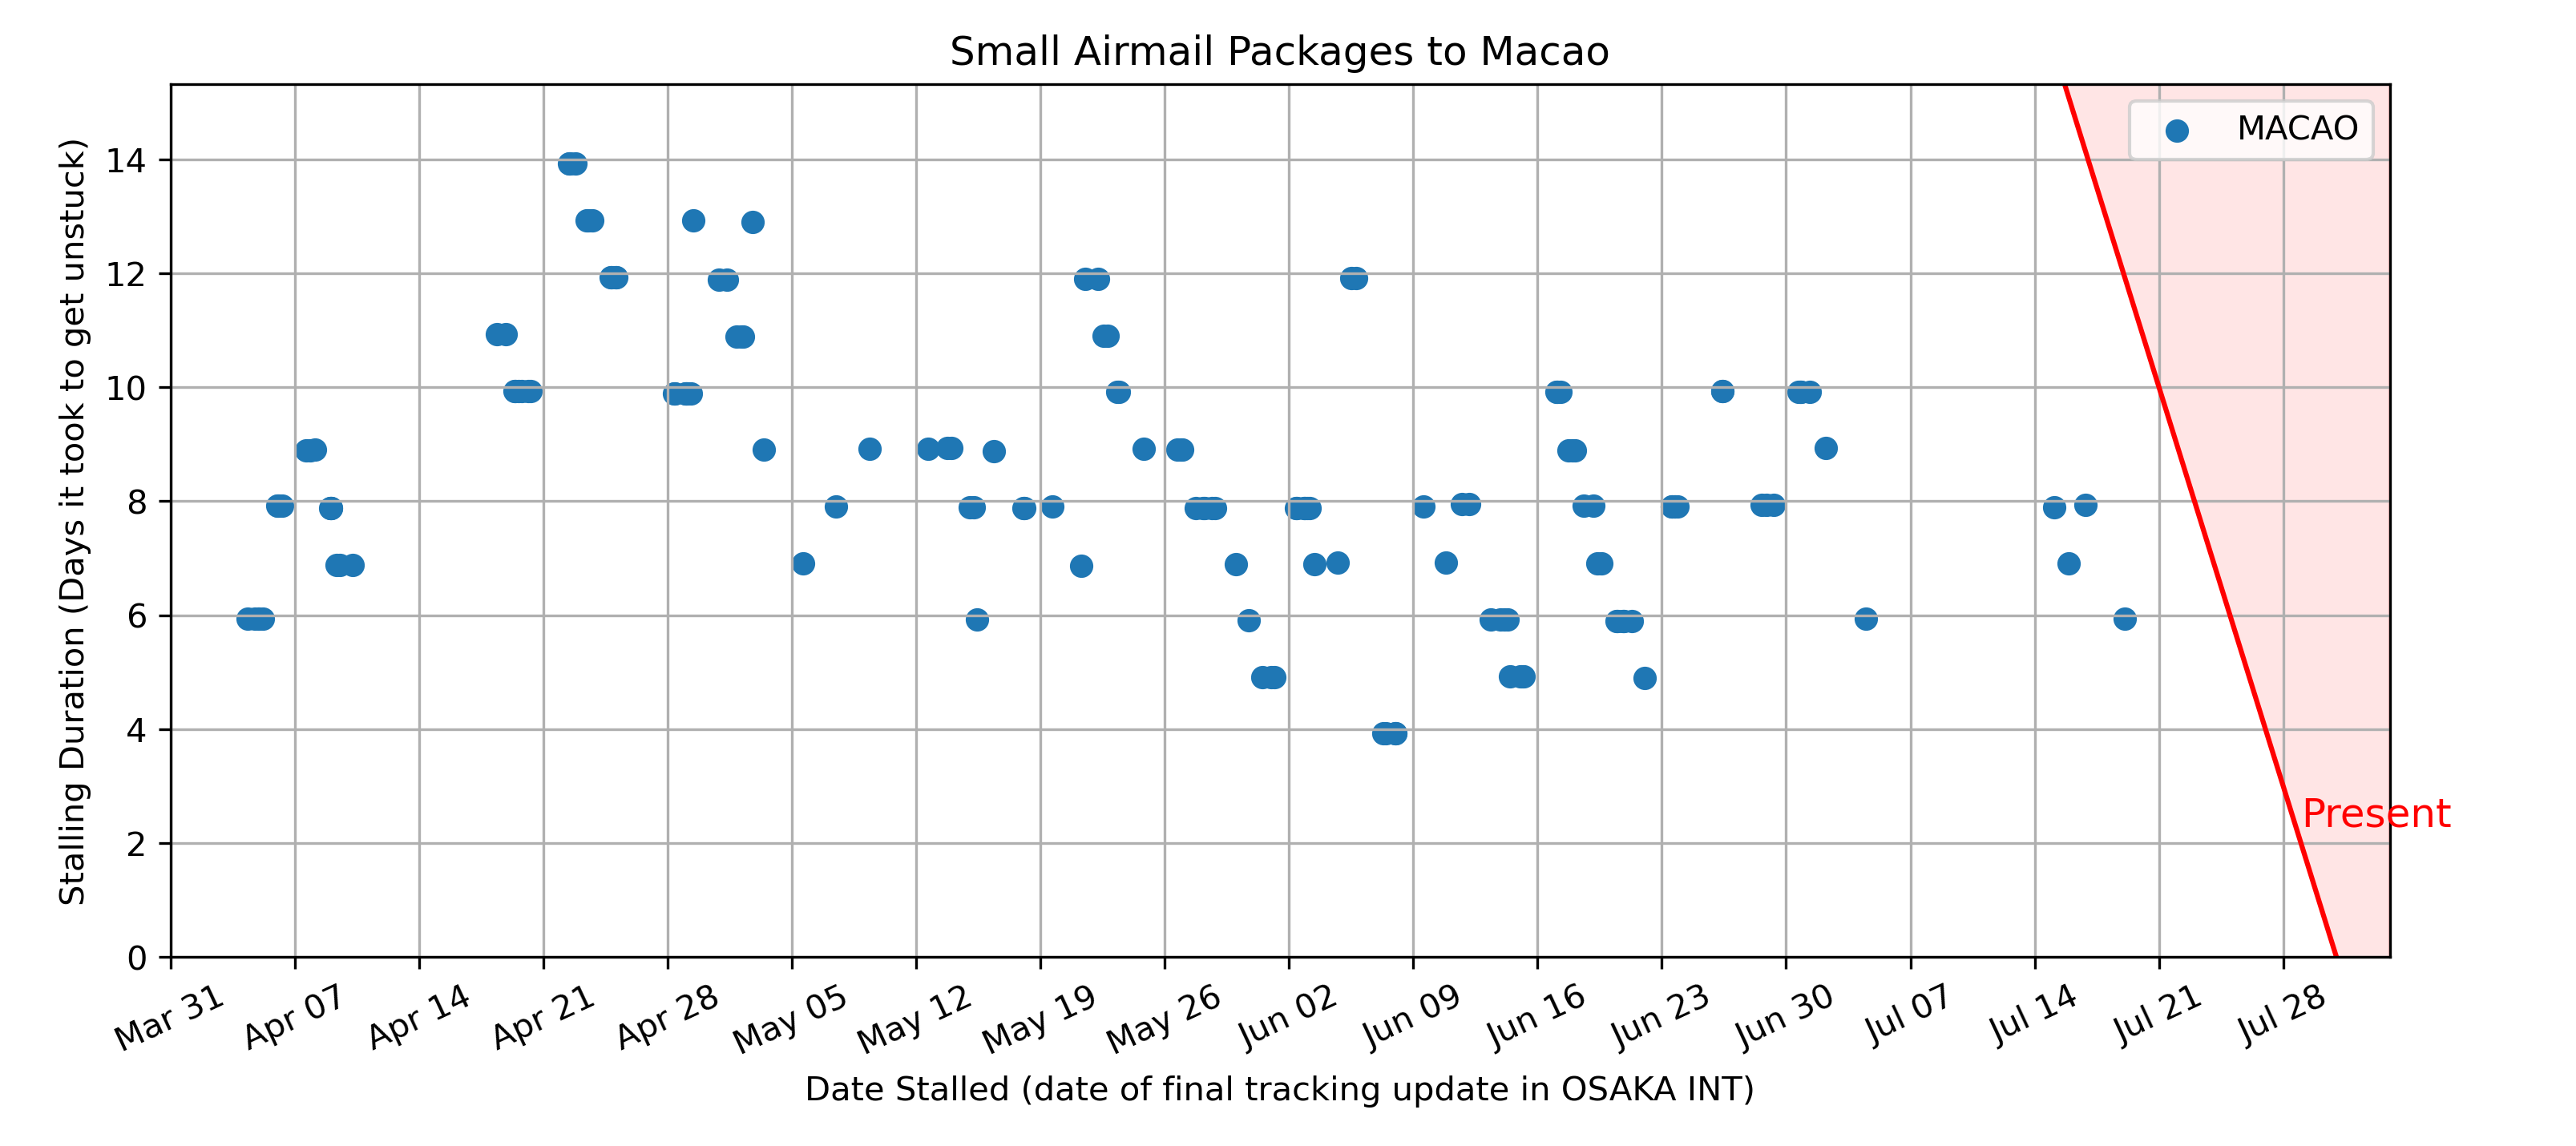 Small Airmail Packages to Macao
MACAO
Stalling Duration (Days it took to get unstuck)
14
12
10
8
6
4
2
0
Present
Mar 31
Apr 07
Apr 14
Apr 21
Apr 28
May 05
May 12
May 19
May 26
Jun 02
Jun 09
Jun 16
Jun 23
Jun 30
Jul 07
Jul 14
Jul 21
Jul 28
Date Stalled (date of final tracking update in OSAKA INT)